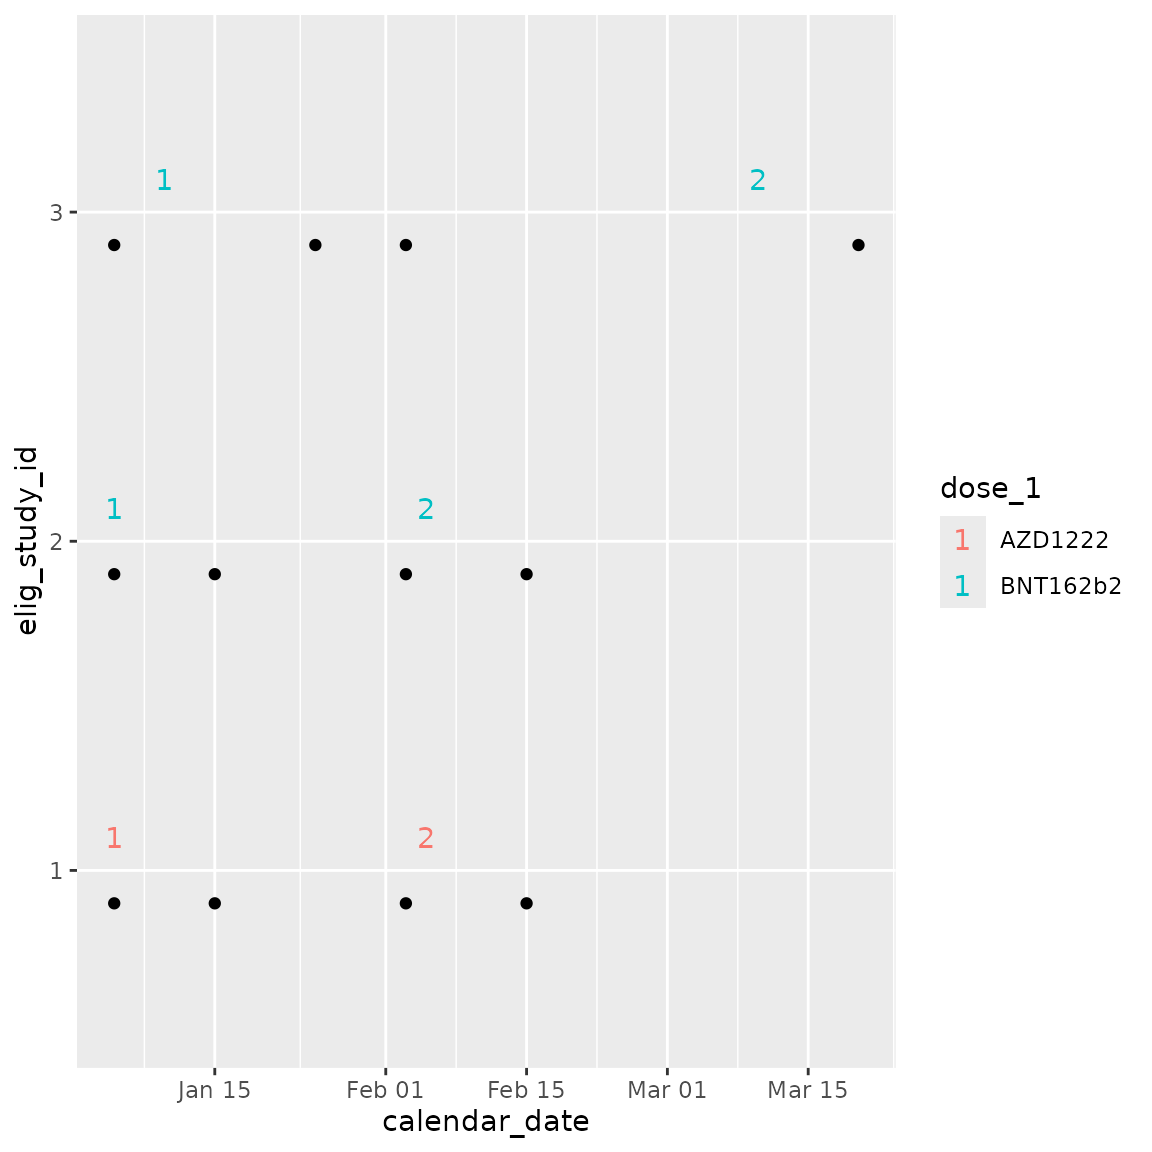 1 2
3
1 2
2
1 2
1
Jan 15 Feb 01 Feb 15 Mar 01 Mar 15
calendar_date
elig_study_id
dose_1
1 AZD1222
1 BNT162b2